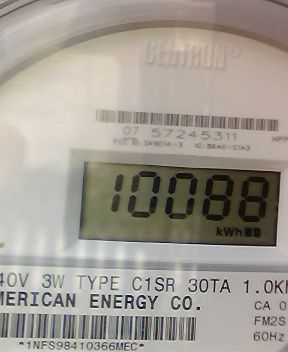 CENTRON®
07 57245311
10088
kWh
40V 3W TYPE C1SR 30TA 1.0K
MERICAN ENERGY CO.
CA 0
FM2S
60Hz
*1NFS98410366MEC*